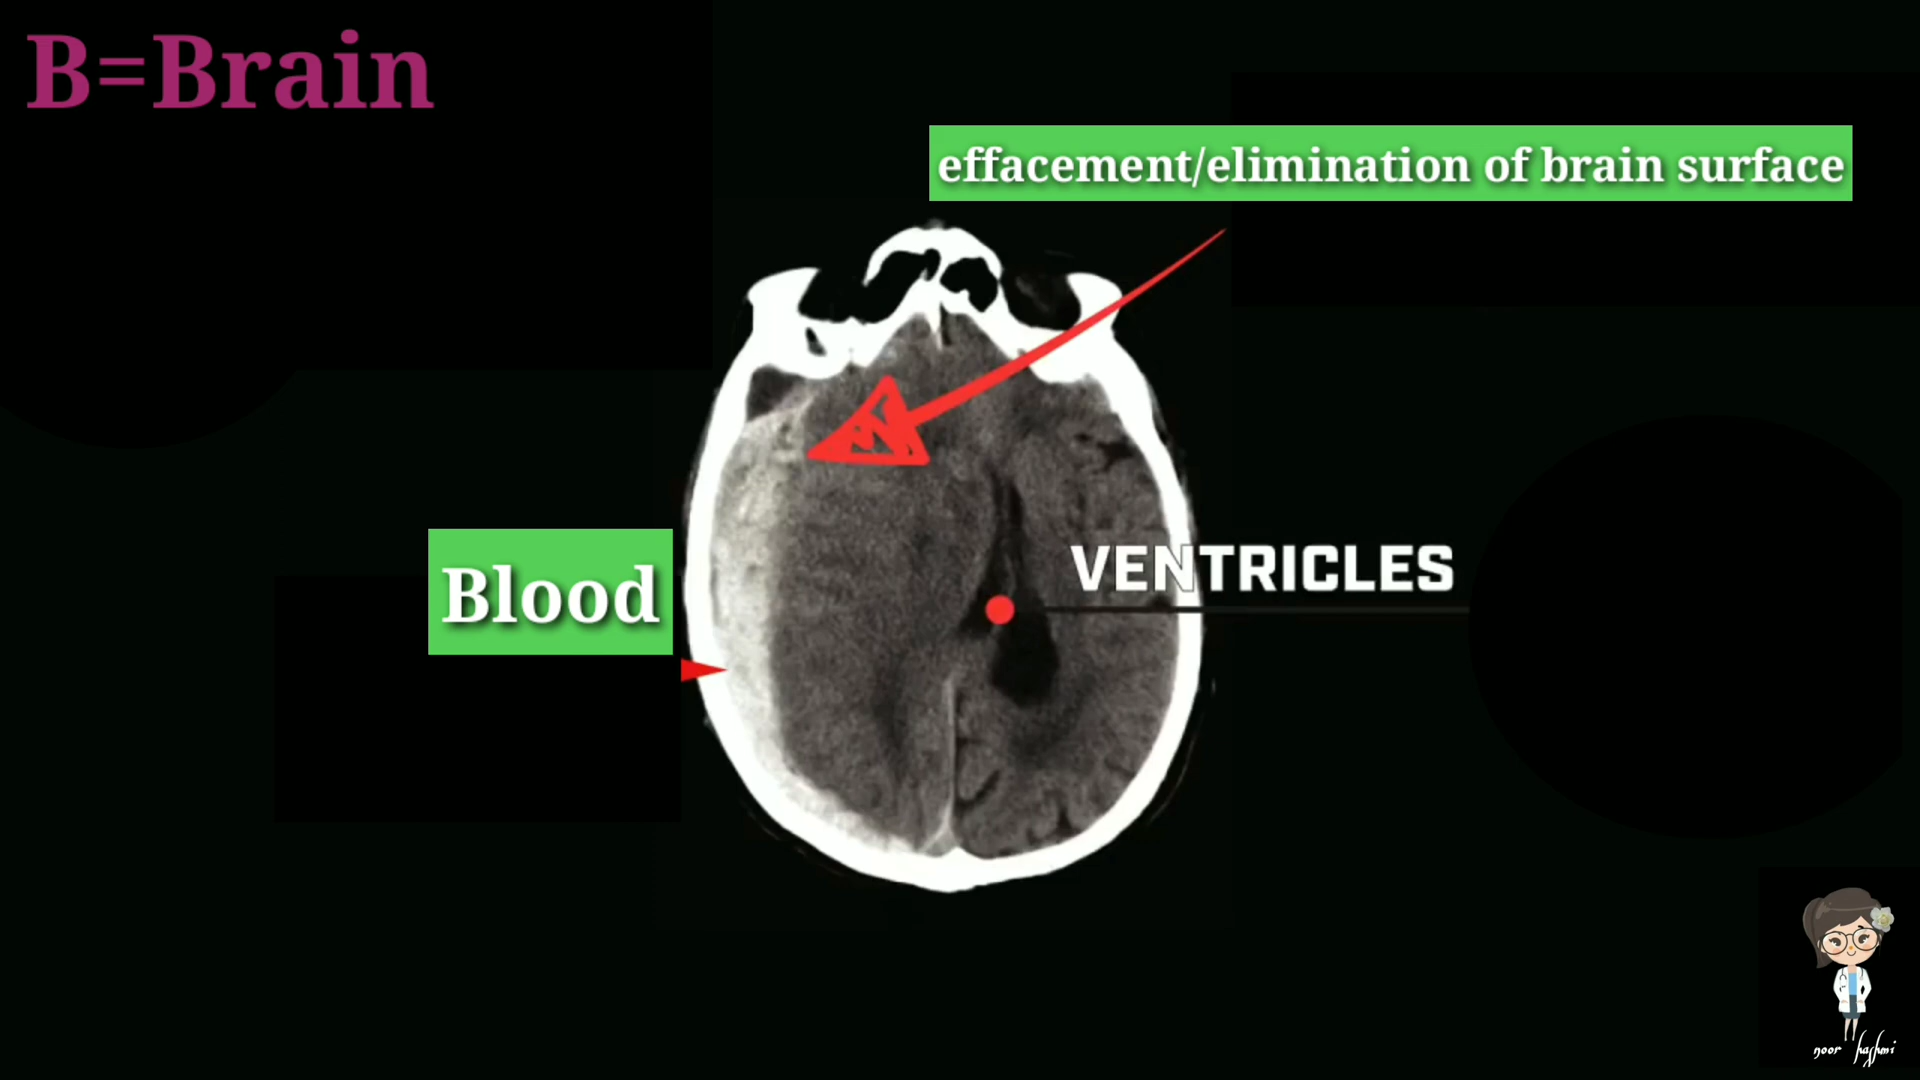 B=Brain
effacement/elimination of brain surface
Blood
VENTRICLES
noor hashmi